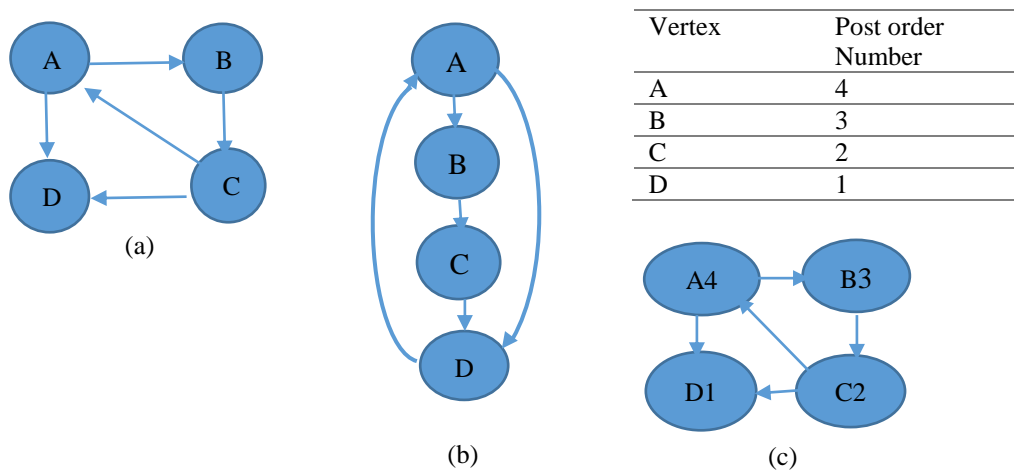 A
B
D
C
(a)
A
B
C
D
(b)
Vertex Post order
Number
A 4
B 3
C 2
D 1
A4
B3
D1
C2
(c)